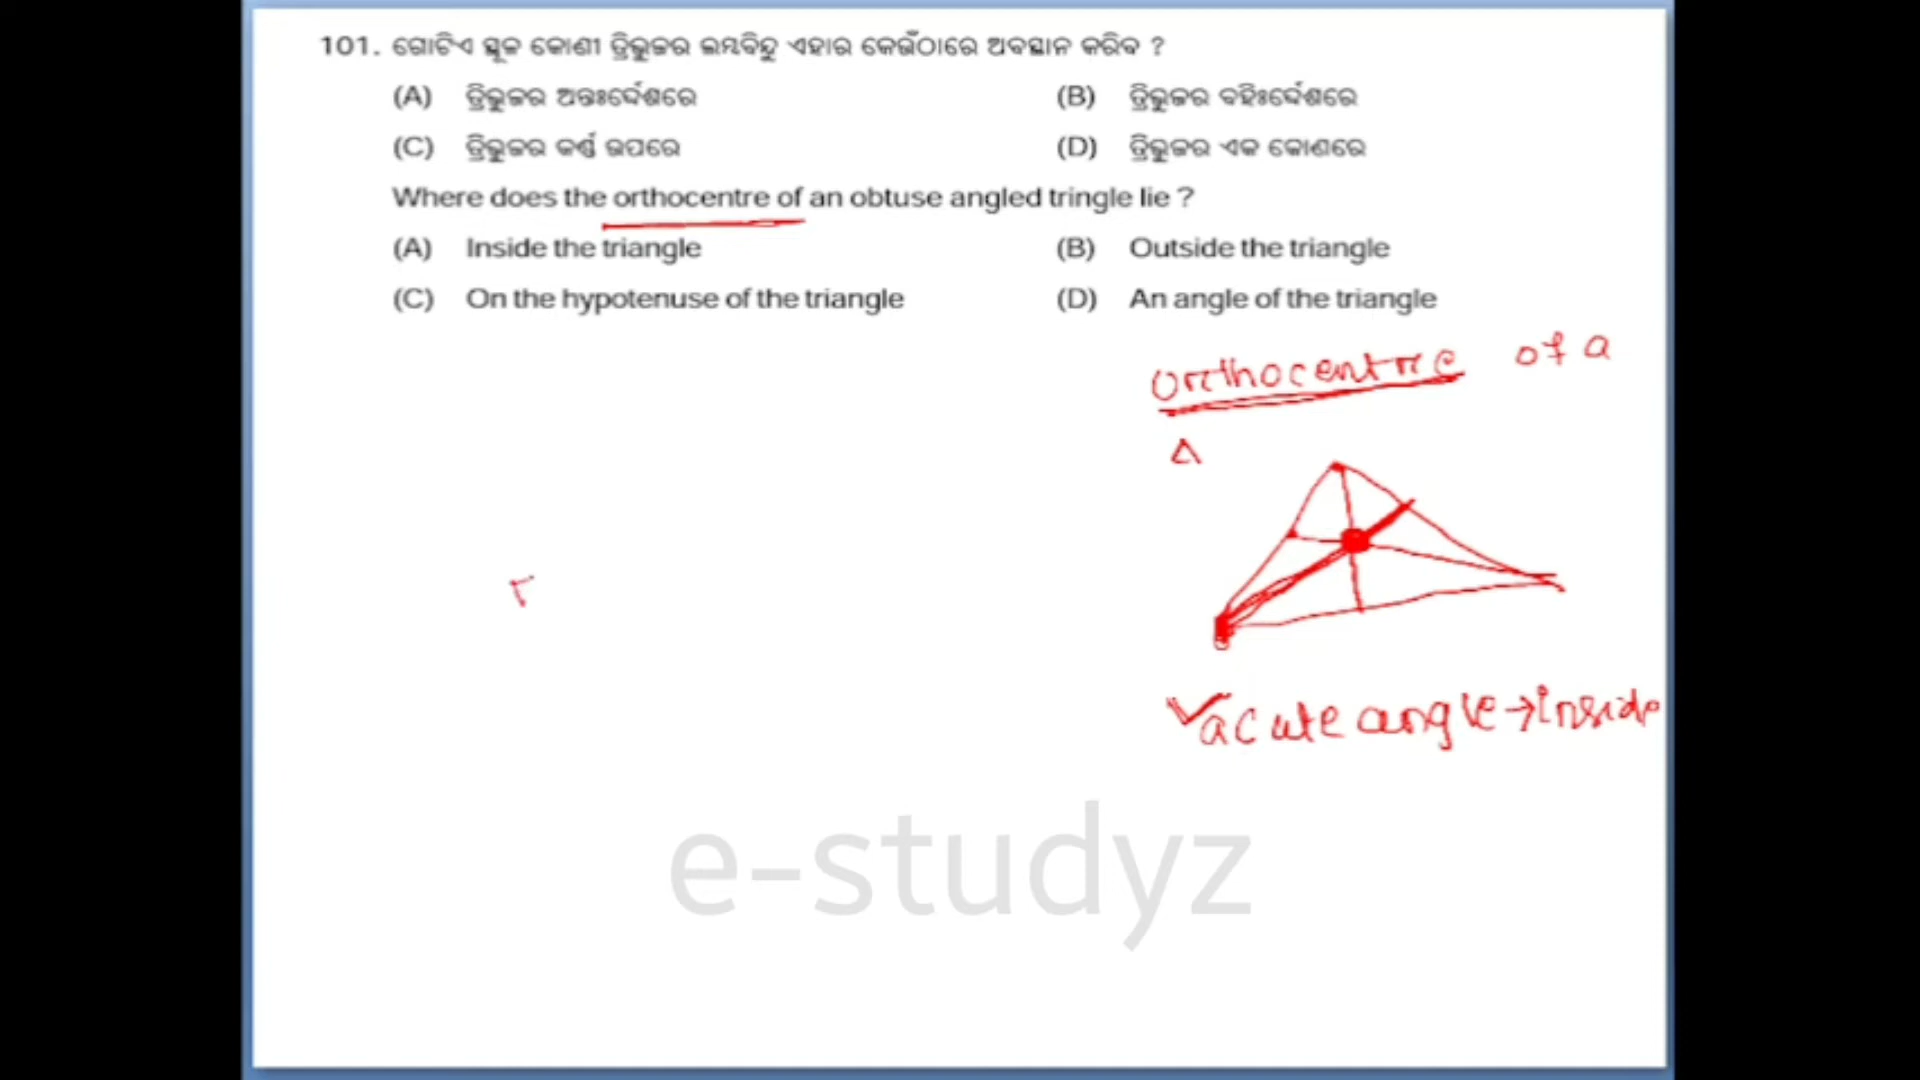 101. ଗୋଟିଏ ସ୍ଥୂଳ କୋଣୀ ତ୍ରିଭୁଜର ଲମ୍ବବିନ୍ଦୁ ଏହାର କେଉଁଠାରେ ଅବସ୍ଥାନ କରିବ ?
(A) ତ୍ରିଭୁଜର ଅନ୍ତଃର୍ଦ୍ଦେଶରେ (B) ତ୍ରିଭୁଜର ବହିଃର୍ଦ୍ଦେଶରେ
(C) ତ୍ରିଭୁଜର କର୍ଣ୍ଣ ଉପରେ (D) ତ୍ରିଭୁଜର ଏକ କୋଣରେ
Where does the orthocentre of an obtuse angled tringle lie ?
(A) Inside the triangle (B) Outside the triangle
(C) On the hypotenuse of the triangle (D) An angle of the triangle
orthocentre of a
Δ
acute angle → inside
e-studyz